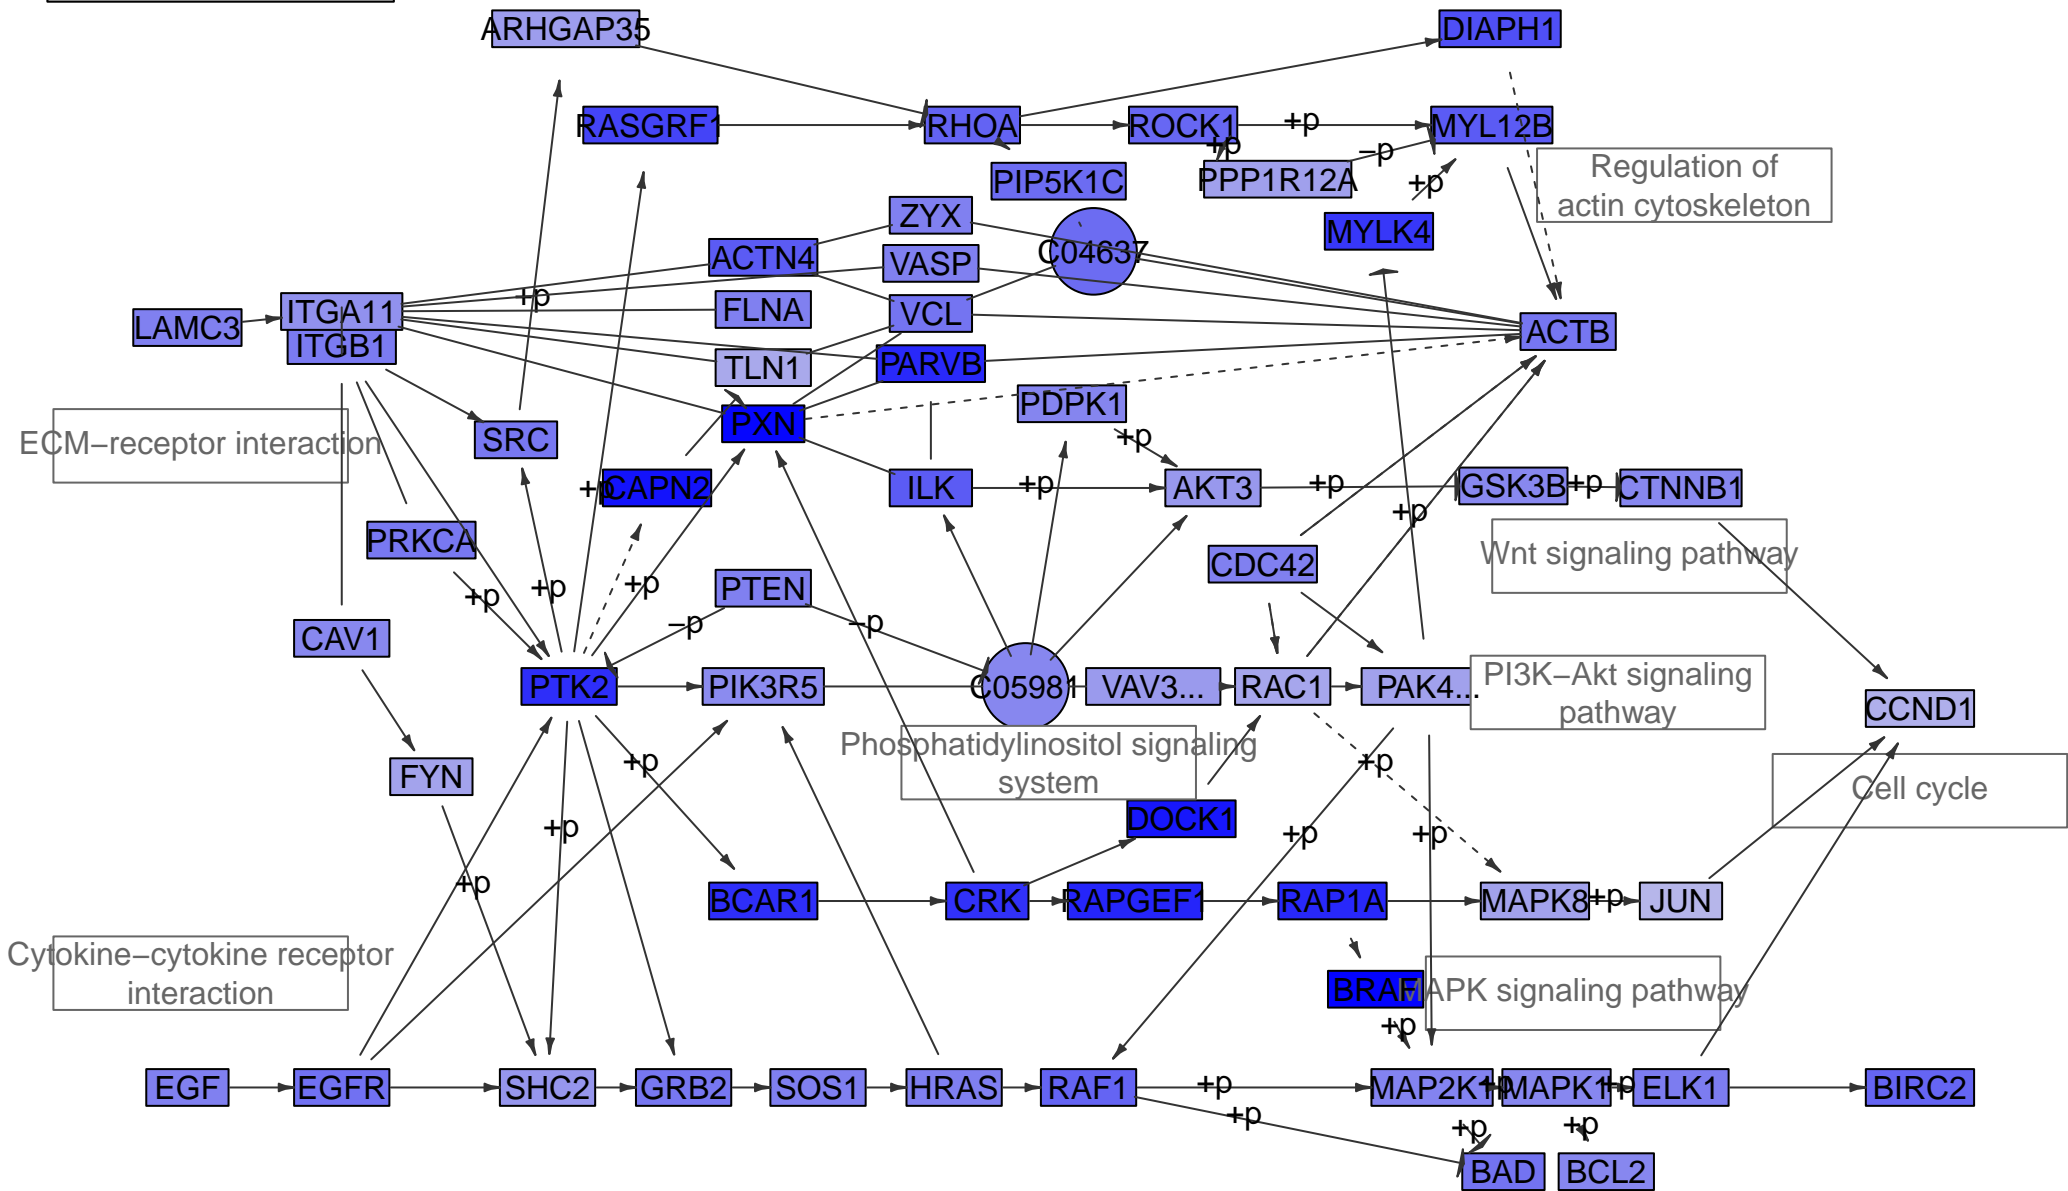 ARHGAP35
DIAPH1
RASGRF1
RHOA
ROCK1
+p
MYL12B
+p
−p
Regulation of
actin cytoskeleton
PIP5K1C
PPP1R12A
+p
ZYX
MYLK4
ACTN4
VASP
C04637
+p
ITGA11
FLNA
VCL
LAMC3
ITGB1
ACTB
TLN1
PARVB
PDPK1
PXN
+p
ECM−receptor interaction
SRC
+p
CAPN2
ILK
+p
AKT3
+p
GSK3B
+p
CTNNB1
+p
PRKCA
Wnt signaling pathway
CDC42
+p
+p
+p
PTEN
−p
−p
CAV1
PTK2
PIK3R5
C05981
VAV3...
RAC1
PAK4...
PI3K−Akt signaling
pathway
CCND1
Phosphatidylinositol signaling
system
FYN
+p
+p
Cell cycle
DOCK1
+p
+p
+p
+p
BCAR1
CRK
RAPGEF1
RAP1A
MAPK8
+p
JUN
Cytokine−cytokine receptor
interaction
BRAF
MAPK signaling pathway
+p
EGF
EGFR
SHC2
GRB2
SOS1
HRAS
RAF1
+p
MAP2K1
+p
MAPK1
+p
ELK1
BIRC2
+p
+p
+p
BAD
BCL2